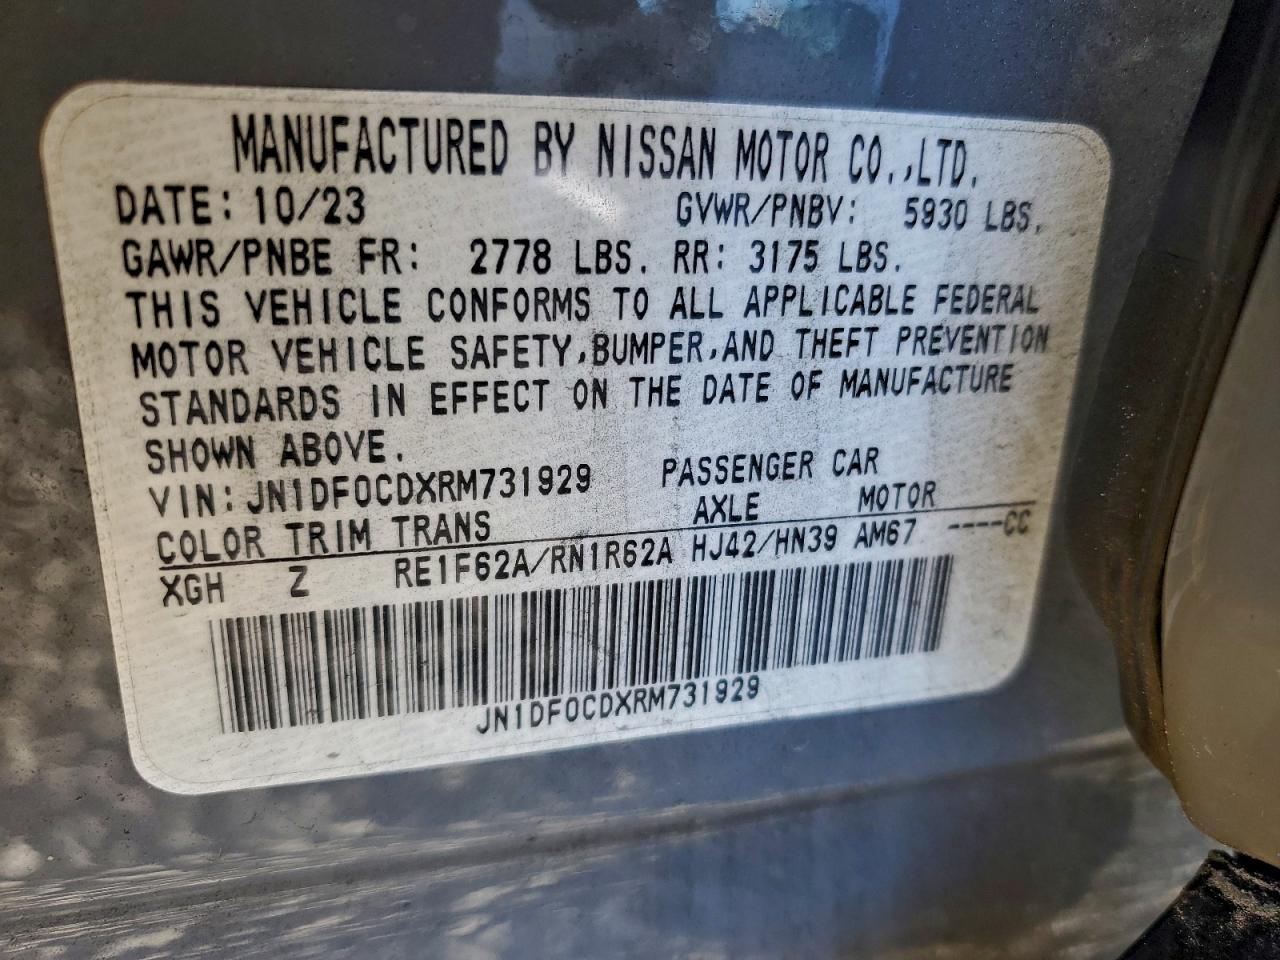 MANUFACTURED BY NISSAN MOTOR CO.,LTD.
DATE: 10/23 GVWR/PNBV: 5930 LBS.
GAWR/PNBE FR: 2778 LBS. RR: 3175 LBS.
THIS VEHICLE CONFORMS TO ALL APPLICABLE FEDERAL
MOTOR VEHICLE SAFETY,BUMPER,AND THEFT PREVENTION
STANDARDS IN EFFECT ON THE DATE OF MANUFACTURE
SHOWN ABOVE.
VIN: JN1DF0CDXRM731929 PASSENGER CAR
COLOR TRIM TRANS AXLE MOTOR
XGH Z RE1F62A/RN1R62A HJ42/HN39 AM67 ----CC
JN1DF0CDXRM731929